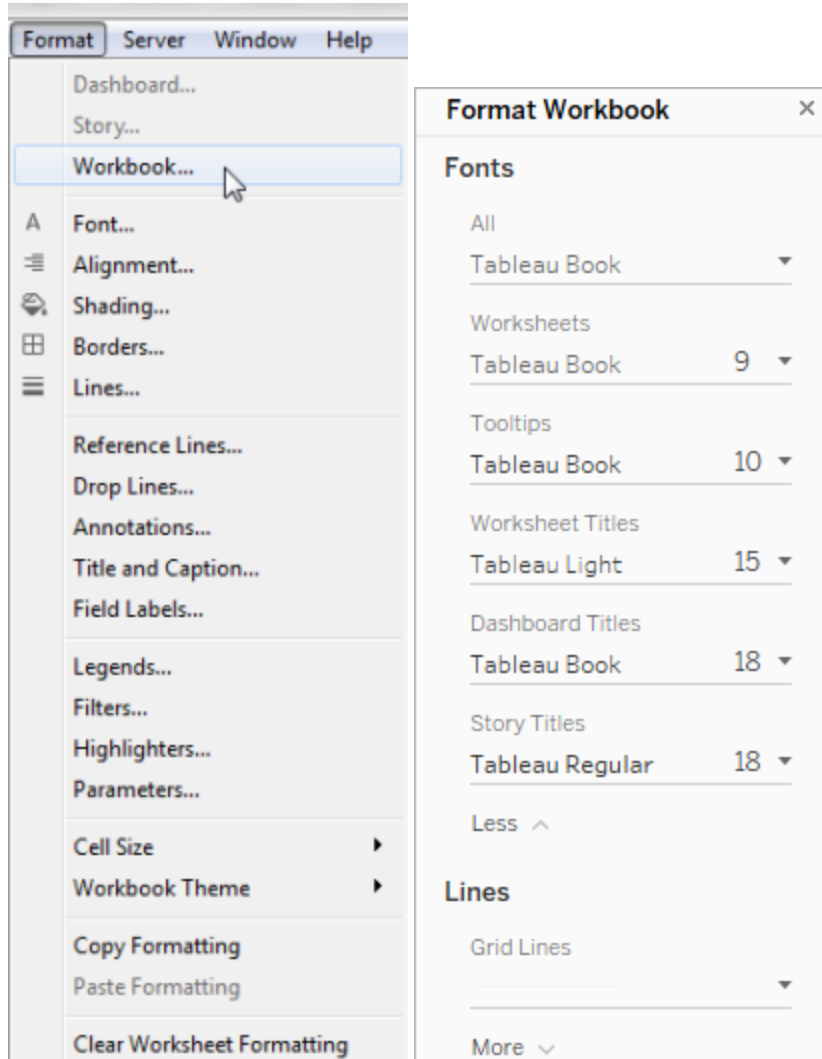 Format Server Window Help
Dashboard...
Story...
Workbook...
A Font...
Alignment...
Shading...
Borders...
Lines...
Reference Lines...
Drop Lines...
Annotations...
Title and Caption...
Field Labels...
Legends...
Filters...
Highlighters...
Parameters...
Cell Size
Workbook Theme
Copy Formatting
Paste Formatting
Clear Worksheet Formatting
Format Workbook
Fonts
All
Tableau Book
Worksheets
Tableau Book 9
Tooltips
Tableau Book 10
Worksheet Titles
Tableau Light 15
Dashboard Titles
Tableau Book 18
Story Titles
Tableau Regular 18
Less
Lines
Grid Lines
More